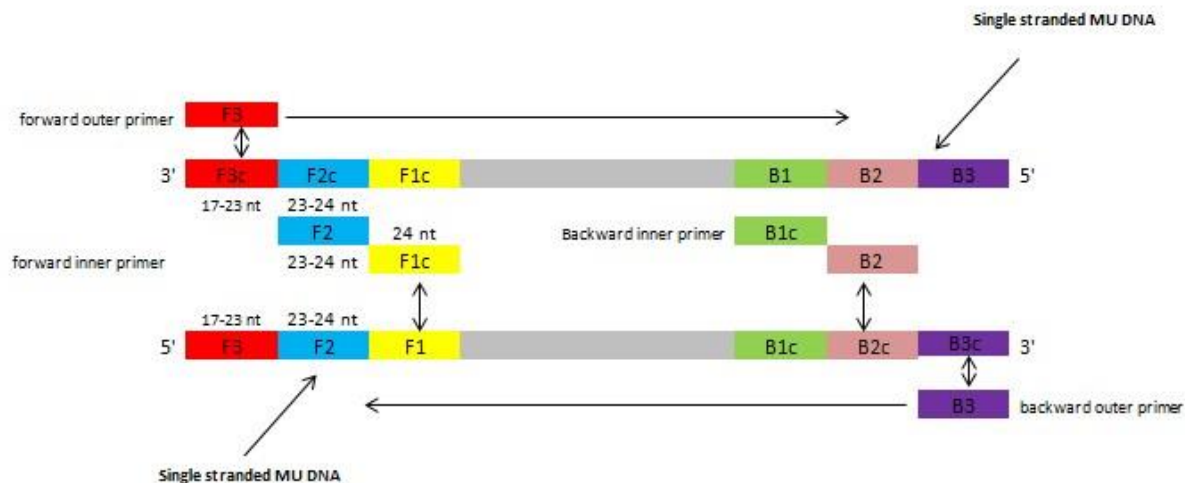 Single stranded MU DNA
forward outer primer
F3
3'
F3c
F2c
F1c
B1
B2
B3
5'
17-23 nt
23-24 nt
F2
24 nt
Backward inner primer
B1c
forward inner primer
23-24 nt
F1c
B2
17-23 nt
23-24 nt
5'
F3
F2
F1
B1c
B2c
B3c
3'
B3
backward outer primer
Single stranded MU DNA